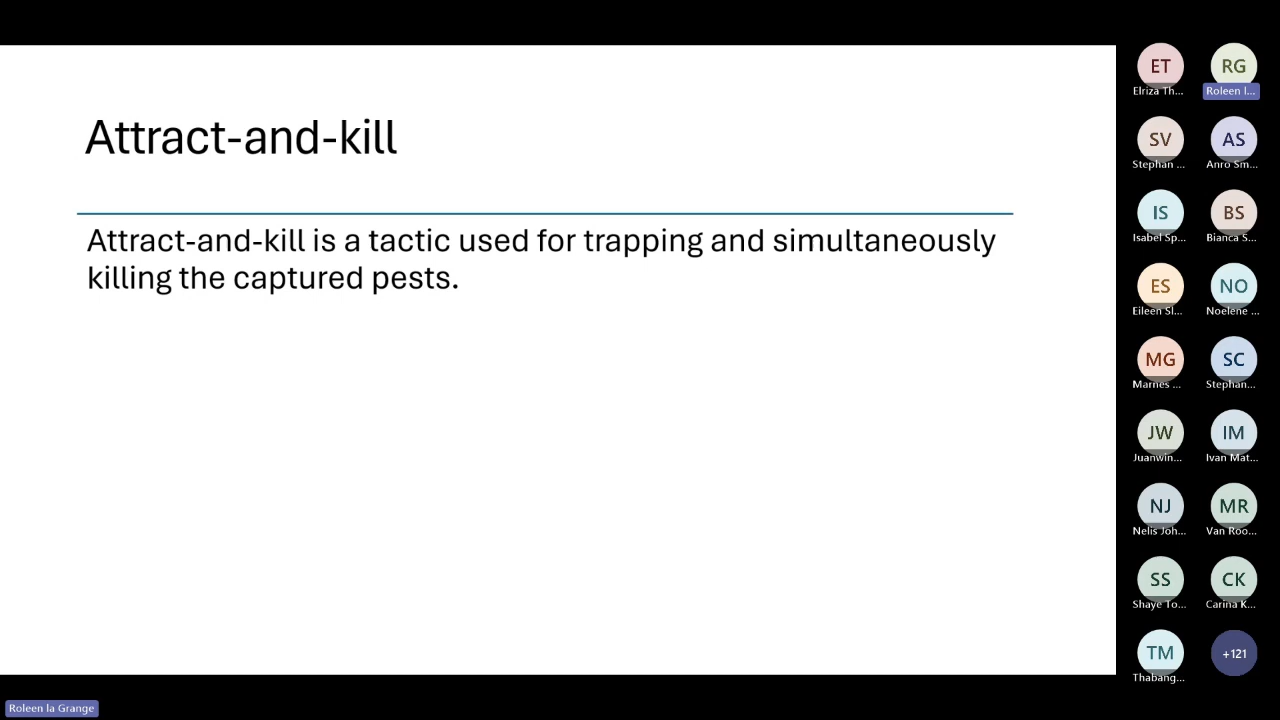 Attract-and-kill
Attract-and-kill is a tactic used for trapping and simultaneously
killing the captured pests.
ET
Elriza Th...
RG
Roleen l...
SV
Stephan ...
AS
Anro Sm...
IS
Isabel Sp...
BS
Bianca S...
ES
Eileen Sl...
NO
Noelene ...
MG
Marnes ...
SC
Stephan...
JW
Juanwin...
IM
Ivan Mat...
NJ
Nelis Joh...
MR
Van Roo...
SS
Shaye To...
CK
Carina K...
TM
Thabang...
+121
Roleen la Grange